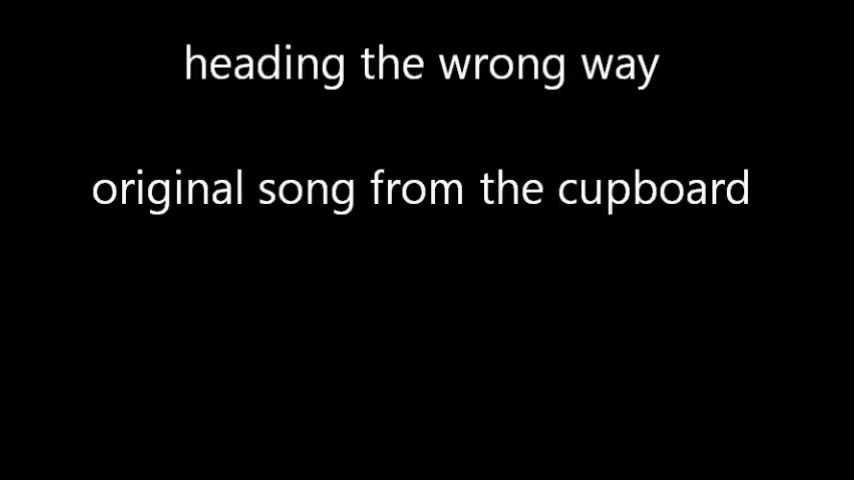 heading the wrong way
original song from the cupboard